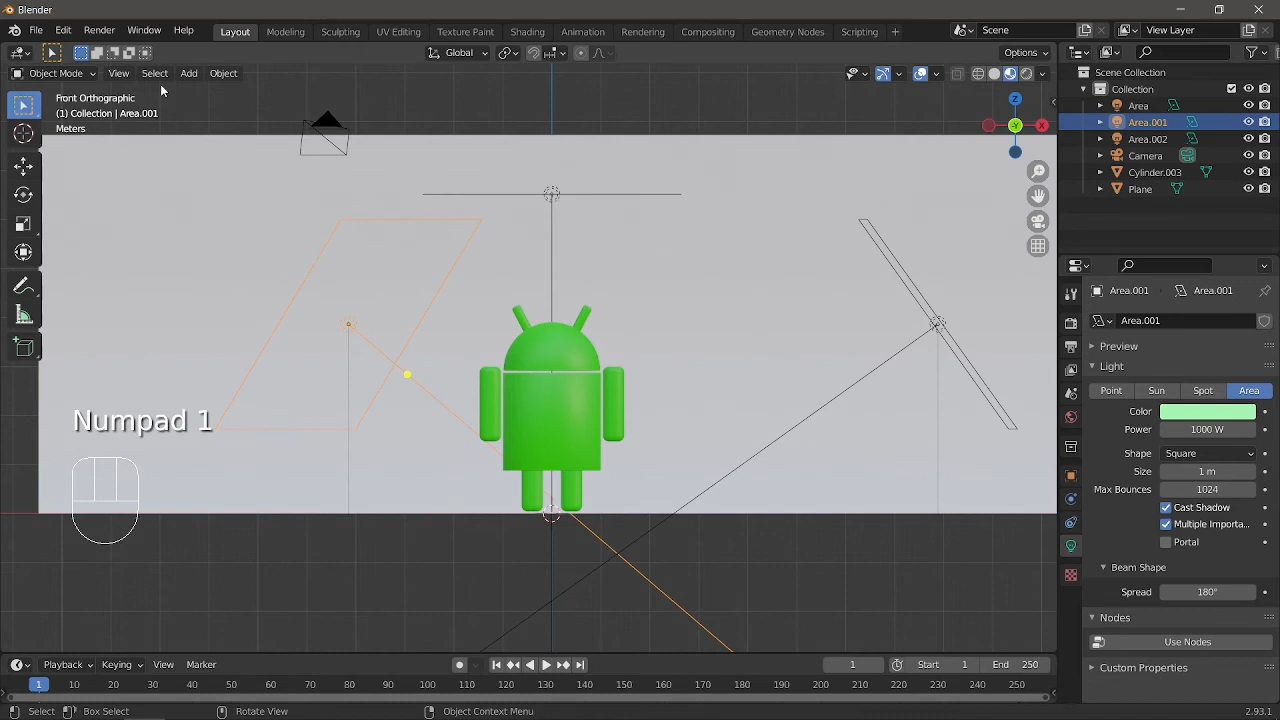 Blender
File Edit Render Window Help Layout Modeling Sculpting UV Editing Texture Paint Shading Animation Rendering Compositing Geometry Nodes Scripting + Scene View Layer
Global Options
Object Mode View Select Add Object
Scene Collection
Collection
Area
Area.001
Area.002
Camera
Cylinder.003
Plane
Front Orthographic
(1) Collection | Area.001
Meters
Z
-Y
X
Numpad 1
Area.001 Area.001
Area.001
Preview
Light
Point Sun Spot Area
Color
Power 1000 W
Shape Square
Size 1 m
Max Bounces 1024
Cast Shadow
Multiple Importa...
Portal
Beam Shape
Spread 180°
Nodes
Use Nodes
Custom Properties
Playback Keying View Marker 1 Start 1 End 250
1 10 20 30 40 50 60 70 80 90 100 110 120 130 140 150 160 170 180 190 200 210 220 230 240 250
Select Box Select Rotate View Object Context Menu 2.93.1